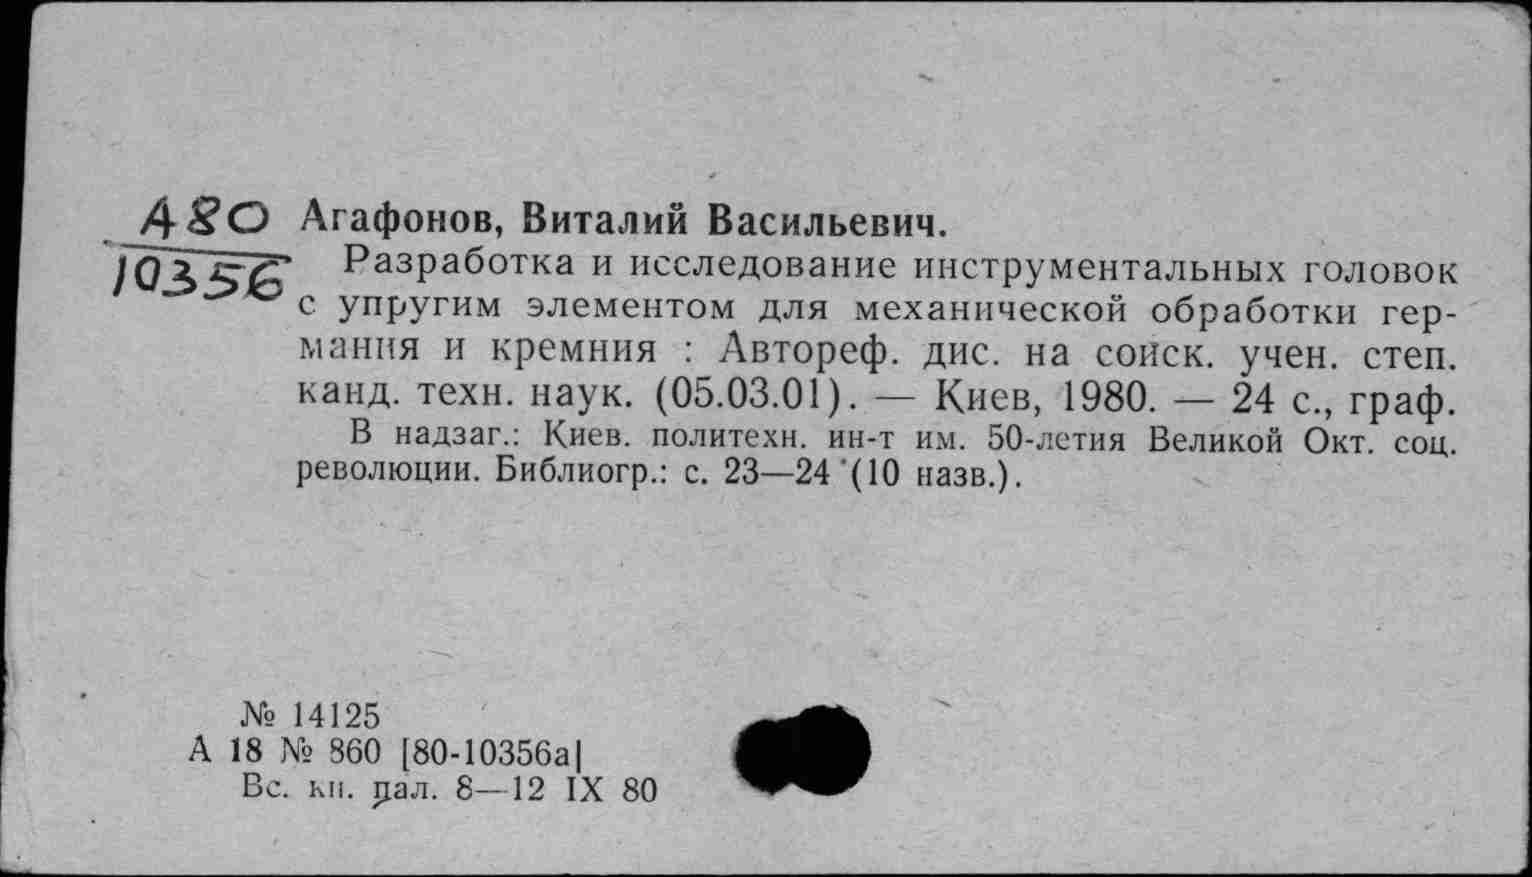 А80 Агафонов, Виталий Васильевич.
10356 Разработка и исследование инструментальных головок
с упругим элементом для механической обработки гер-
мания и кремния : Автореф. дис. на соиск. учен. степ.
канд. техн. наук. (05.03.01). — Киев, 1980. — 24 с., граф.
В надзаг.: Киев. политехн. ин-т им. 50-летия Великой Окт. соц.
революции. Библиогр.: с. 23—24 (10 назв.).
№ 14125
А 18 № 860 [80-10356а]
Вс. кн. пал. 8—12 IX 80